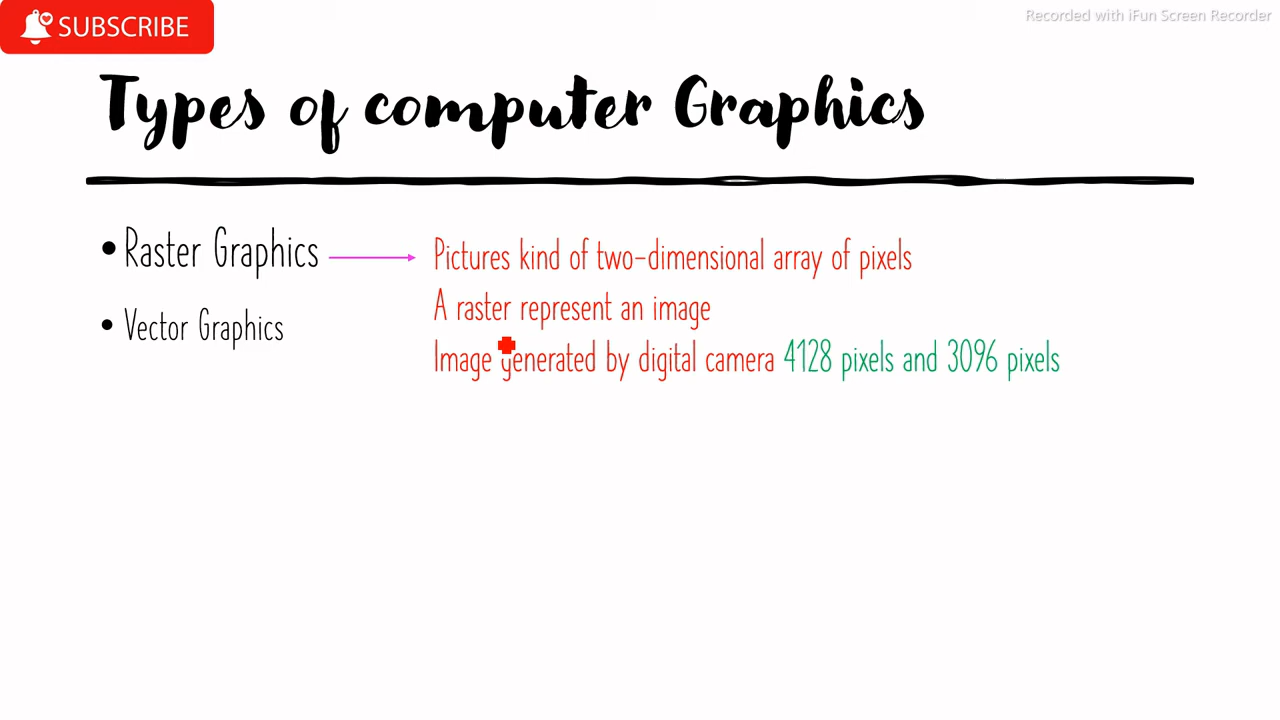 SUBSCRIBE
Recorded with iFun Screen Recorder
Types of computer Graphics
• Raster Graphics
Pictures kind of two-dimensional array of pixels
A raster represent an image
• Vector Graphics
Image generated by digital camera 4128 pixels and 3096 pixels